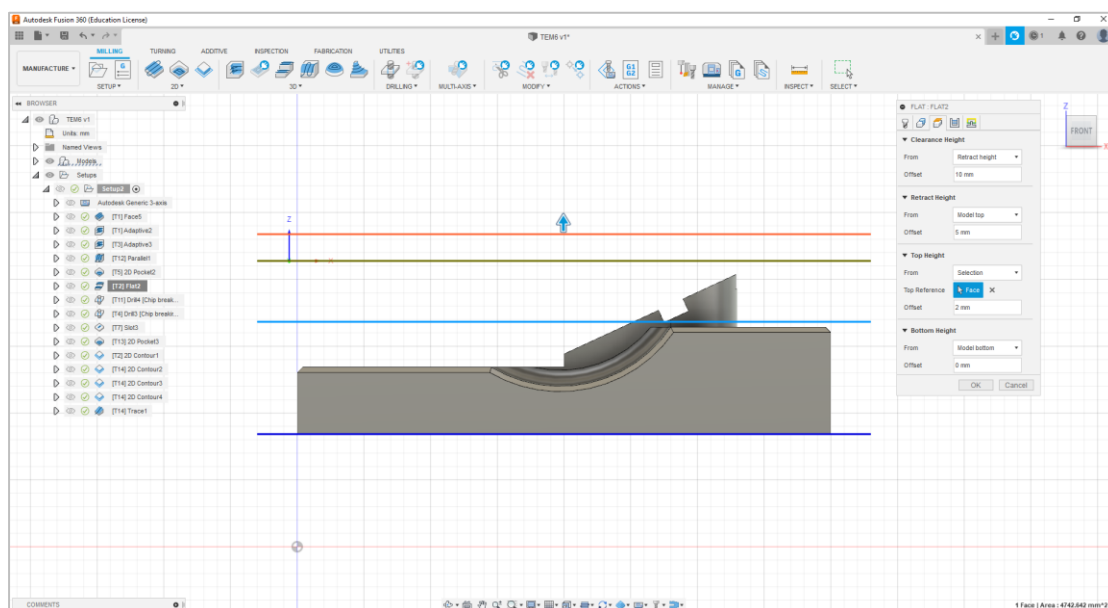 Autodesk Fusion 360 (Education License)
TEM6 v1*
1
MILLING TURNING ADDITIVE INSPECTION FABRICATION UTILITIES
MANUFACTURE
SETUP 2D 3D DRILLING MULTI-AXIS MODIFY ACTIONS MANAGE INSPECT SELECT
G1
G2
BROWSER
TEM6 v1
Units: mm
Named Views
Models
Setups
Setup2
Autodesk Generic 3-axis
[T1] Face5
[T1] Adaptive2
[T3] Adaptive3
[T12] Parallel1
[T5] 2D Pocket2
[T2] Flat2
[T11] Drill4 [Chip break...
[T4] Drill3 [Chip breaki...
[T7] Slot3
[T13] 2D Pocket3
[T2] 2D Contour1
[T14] 2D Contour2
[T14] 2D Contour3
[T14] 2D Contour4
[T14] Trace1
Z
X
FLAT : FLAT2
Clearance Height
From Retract height
Offset 10 mm
Retract Height
From Model top
Offset 5 mm
Top Height
From Selection
Top Reference Face
Offset 2 mm
Bottom Height
From Model bottom
Offset 0 mm
OK Cancel
Z
FRONT
X
COMMENTS
1 Face | Area : 4742.642 mm^2